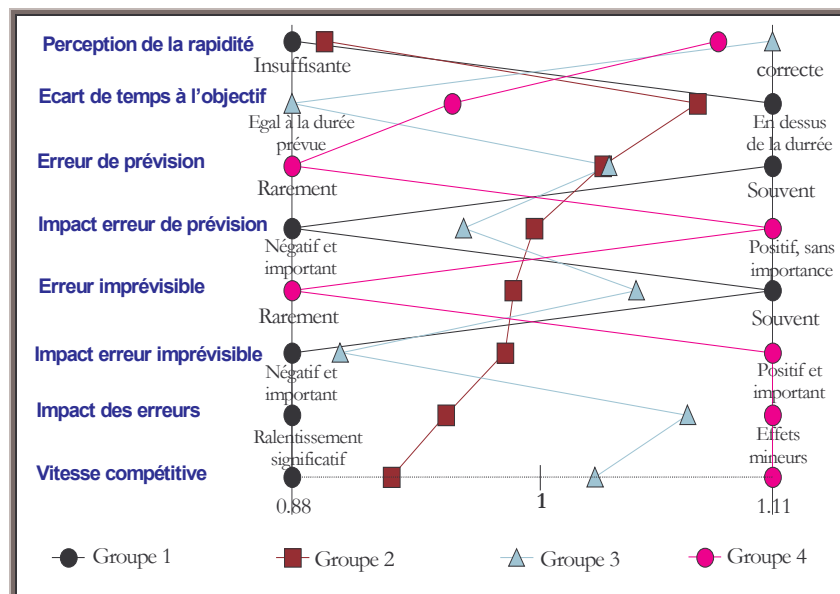 Perception de la rapidité
Insuffisante
correcte
Ecart de temps à l'objectif
Egal à la durée
prévue
En dessus
de la durrée
Erreur de prévision
Rarement
Souvent
Impact erreur de prévision
Négatif et
important
Positif, sans
importance
Erreur imprévisible
Rarement
Souvent
Impact erreur imprévisible
Négatif et
important
Positif et
important
Impact des erreurs
Ralentissement
significatif
Effets
mineurs
Vitesse compétitive
0.88
1
1.11
Groupe 1
Groupe 2
Groupe 3
Groupe 4